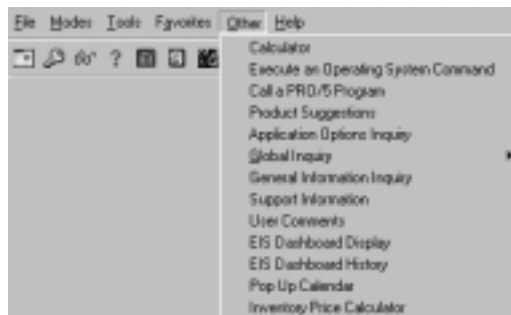 File Modes Tools Favorites Other Help
Calculator
Execute an Operating System Command
Call a PRO/5 Program
Product Suggestions
Application Options Inquiry
Global Inquiry
General Information Inquiry
Support Information
User Comments
EIS Dashboard Display
EIS Dashboard History
Pop Up Calendar
Inventory Price Calculator